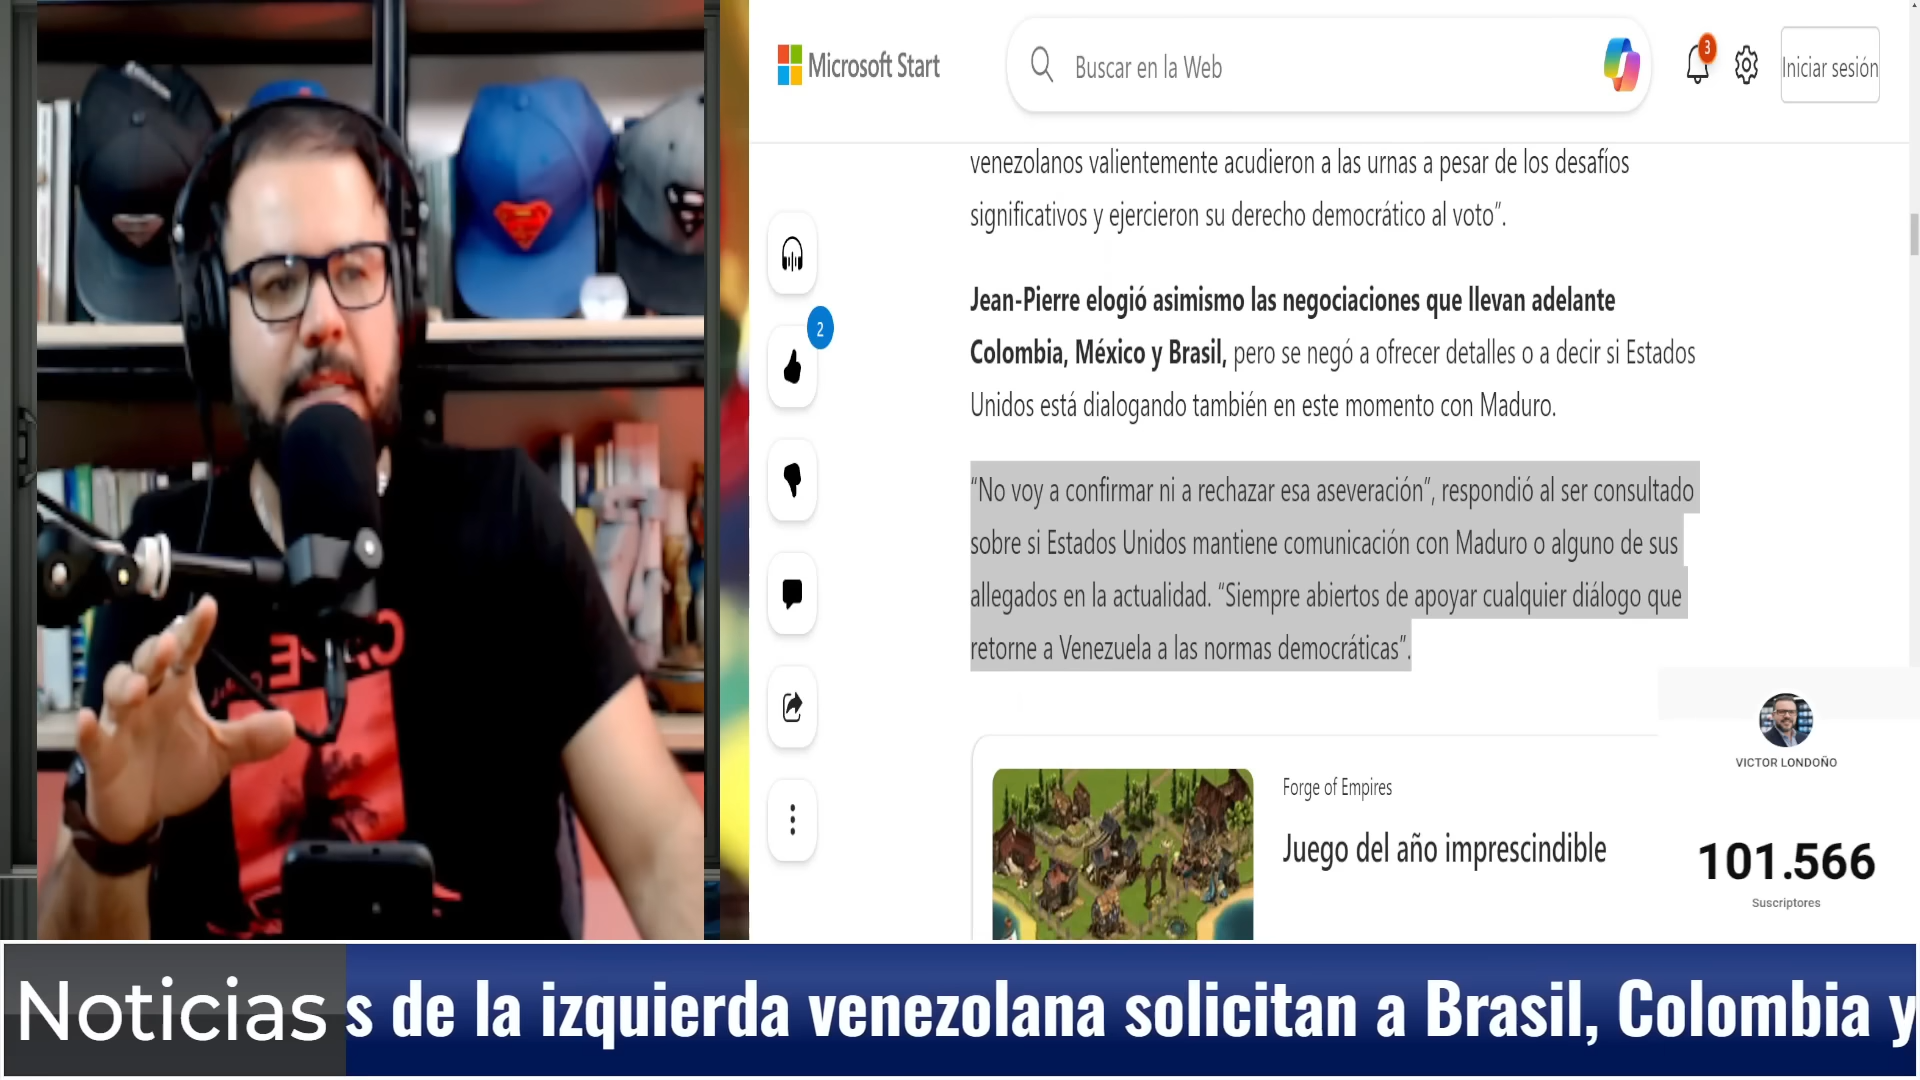 Microsoft Start
Buscar en la Web
3
Iniciar sesión
venezolanos valientemente acudieron a las urnas a pesar de los desafíos
significativos y ejercieron su derecho democrático al voto”.
2
Jean-Pierre elogió asimismo las negociaciones que llevan adelante
Colombia, México y Brasil, pero se negó a ofrecer detalles o a decir si Estados
Unidos está dialogando también en este momento con Maduro.
“No voy a confirmar ni a rechazar esa aseveración”, respondió al ser consultado
sobre si Estados Unidos mantiene comunicación con Maduro o alguno de sus
allegados en la actualidad. “Siempre abiertos de apoyar cualquier diálogo que
retorne a Venezuela a las normas democráticas”.
Forge of Empires
Juego del año imprescindible
VICTOR LONDOÑO
101.566
Suscriptores
Noticias
s de la izquierda venezolana solicitan a Brasil, Colombia y